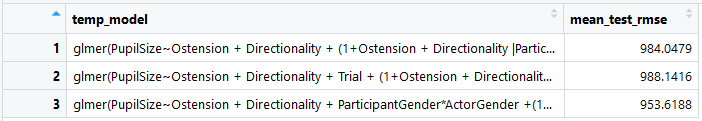 temp_model mean_test_rmse
1 glmer(PupilSize~Ostension + Directionality + (1+Ostension + Directionality |Partic... 984.0479
2 glmer(PupilSize~Ostension + Directionality + Trial + (1+Ostension + Directionalit... 988.1416
3 glmer(PupilSize~Ostension + Directionality + ParticipantGender*ActorGender +(1... 953.6188